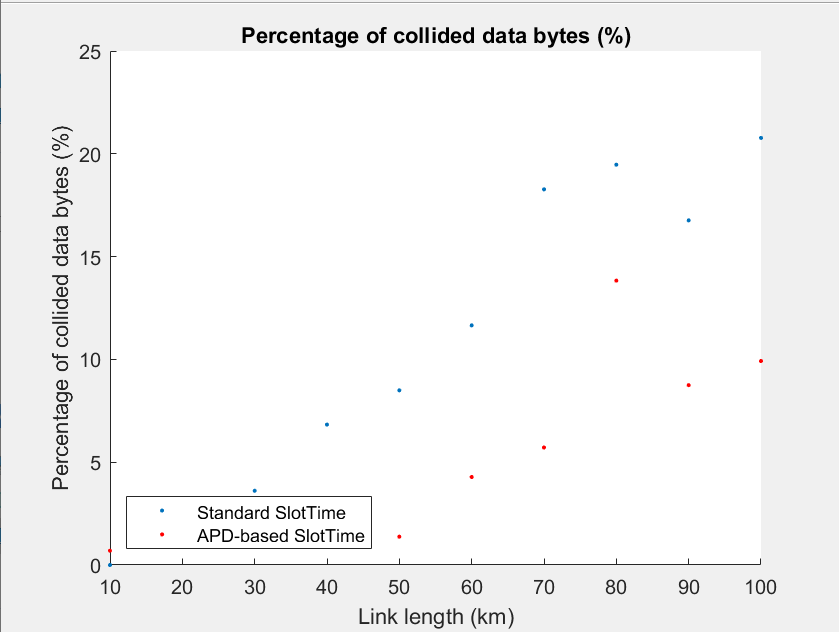 Percentage of collided data bytes (%)
Percentage of collided data bytes (%)
25
20
15
10
5
0
Standard SlotTime
APD-based SlotTime
10 20 30 40 50 60 70 80 90 100
Link length (km)